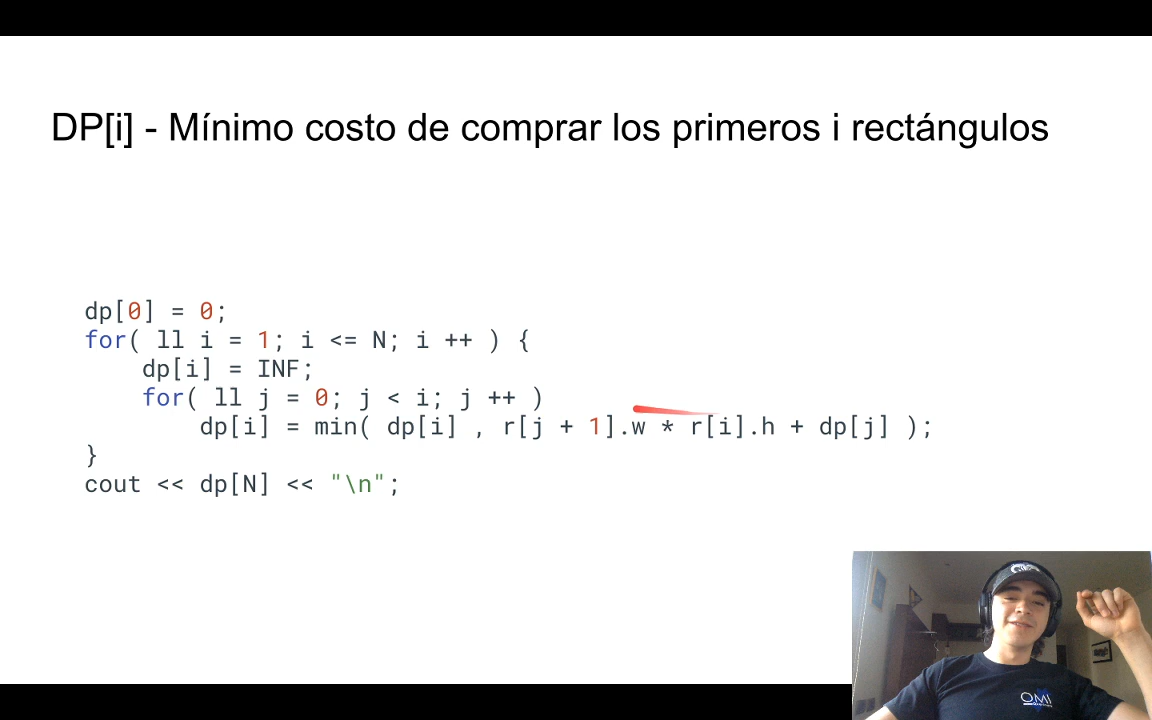 DP[i] - Mínimo costo de comprar los primeros i rectángulos
dp[0] = 0;
for( ll i = 1; i <= N; i ++ ) {
    dp[i] = INF;
    for( ll j = 0; j < i; j ++ )
        dp[i] = min( dp[i] , r[j + 1].w * r[i].h + dp[j] );
}
cout << dp[N] << "\n";
OMI